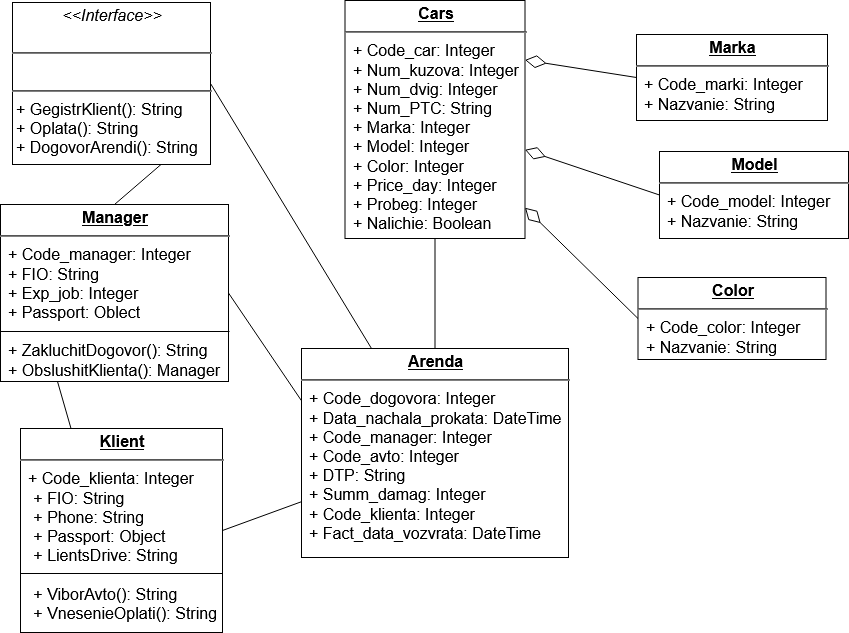 <<Interface>>
+ GegistrKlient(): String
+ Oplata(): String
+ DogovorArendi(): String
Cars
+ Code_car: Integer
+ Num_kuzova: Integer
+ Num_dvig: Integer
+ Num_PTC: String
+ Marka: Integer
+ Model: Integer
+ Color: Integer
+ Price_day: Integer
+ Probeg: Integer
+ Nalichie: Boolean
Marka
+ Code_marki: Integer
+ Nazvanie: String
Model
+ Code_model: Integer
+ Nazvanie: String
Color
+ Code_color: Integer
+ Nazvanie: String
Manager
+ Code_manager: Integer
+ FIO: String
+ Exp_job: Integer
+ Passport: Oblect
+ ZakluchitDogovor(): String
+ ObslushitKlienta(): Manager
Arenda
+ Code_dogovora: Integer
+ Data_nachala_prokata: DateTime
+ Code_manager: Integer
+ Code_avto: Integer
+ DTP: String
+ Summ_damag: Integer
+ Code_klienta: Integer
+ Fact_data_vozvrata: DateTime
Klient
+ Code_klienta: Integer
+ FIO: String
+ Phone: String
+ Passport: Object
+ LientsDrive: String
+ ViborAvto(): String
+ VnesenieOplati(): String